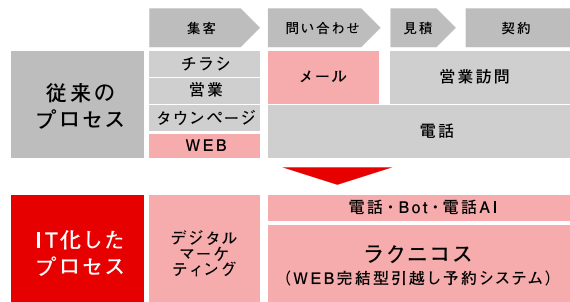 集客
問い合わせ
見積
契約
従来の
プロセス
チラシ
営業
タウンページ
WEB
メール
営業訪問
電話
IT化した
プロセス
デジタル
マーケ
ティング
電話・Bot・電話AI
ラクニコス
（WEB完結型引越し予約システム）